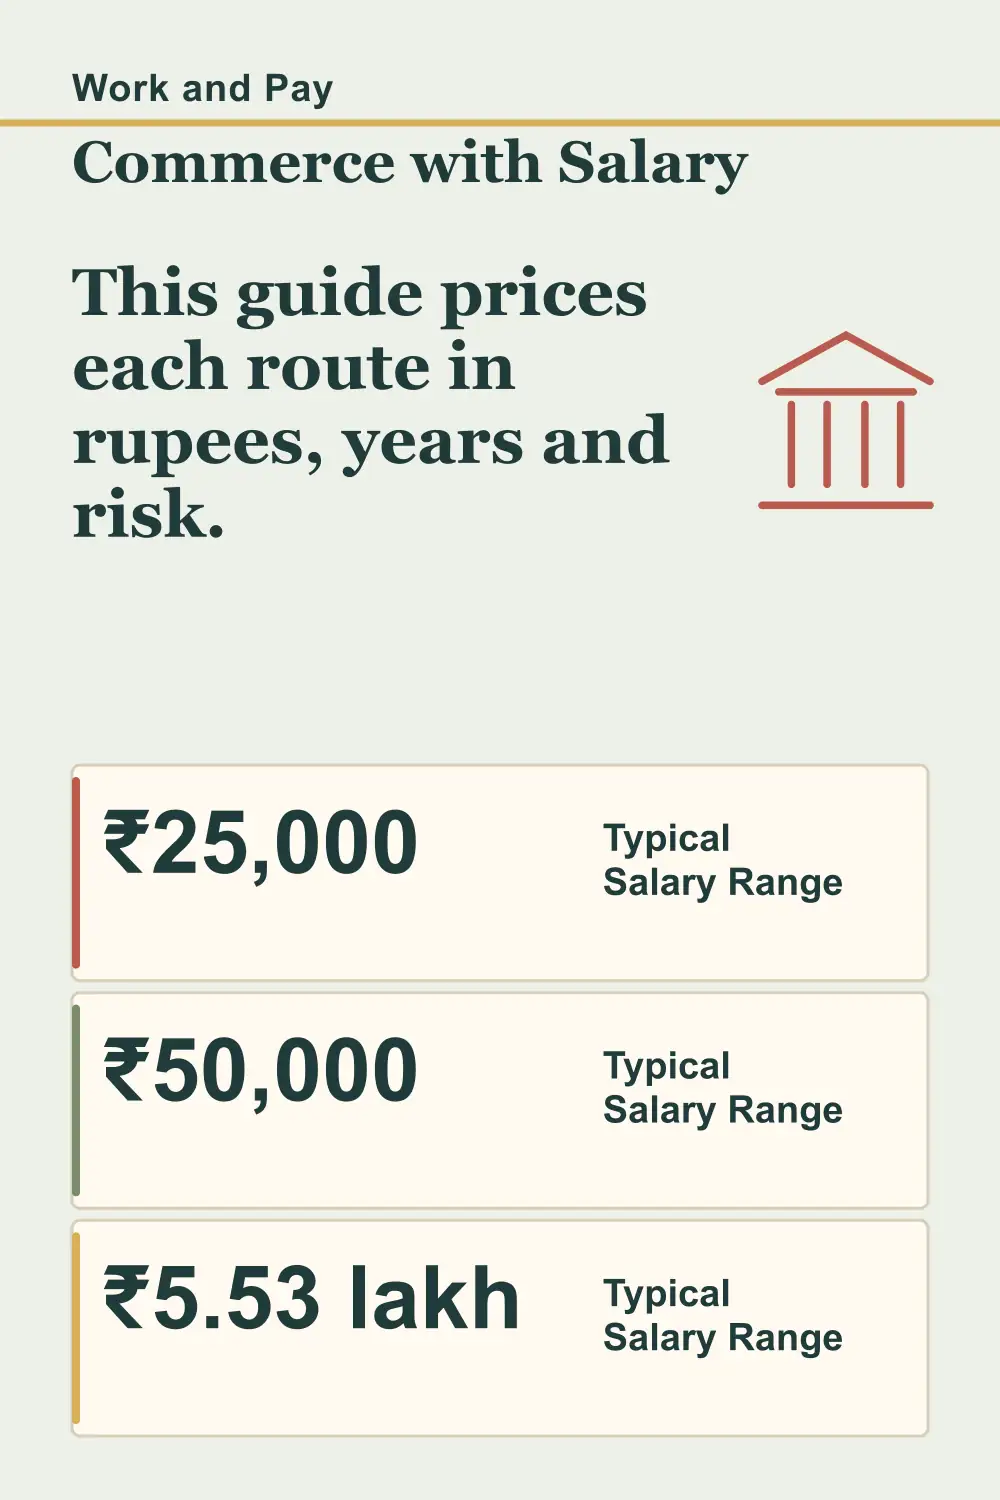 Work and Pay
Commerce with Salary
This guide prices
each route in
rupees, years and
risk.
₹25,000
Typical
Salary Range
₹50,000
Typical
Salary Range
₹5.53 lakh
Typical
Salary Range